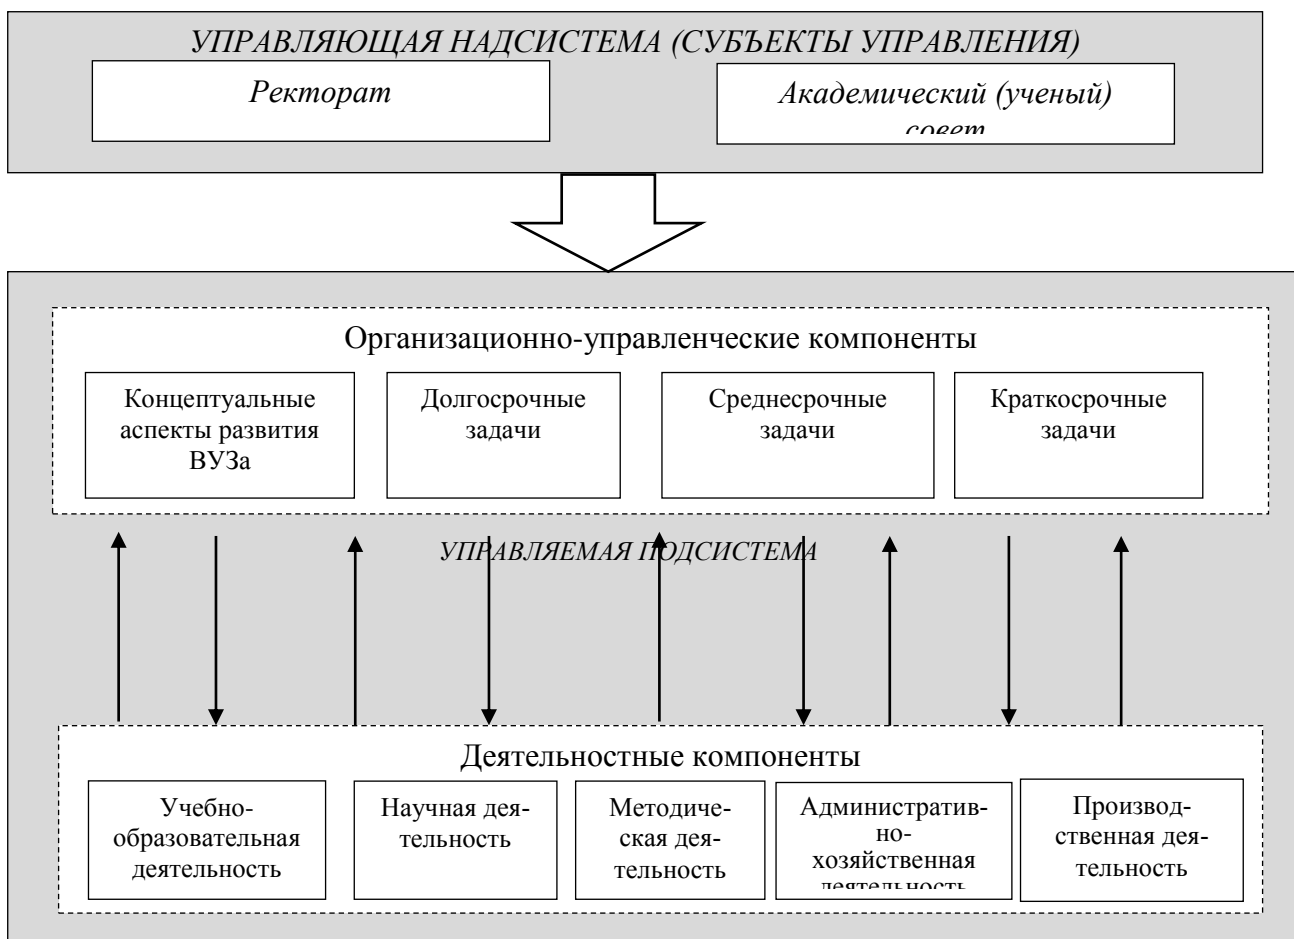 УПРАВЛЯЮЩАЯ НАДСИСТЕМА (СУБЪЕКТЫ УПРАВЛЕНИЯ)
Ректорат
Академический (ученый)
совет
Организационно-управленческие компоненты
Концептуальные
аспекты развития
ВУЗа
Долгосрочные
задачи
Среднесрочные
задачи
Краткосрочные
задачи
УПРАВЛЯЕМАЯ ПОДСИСТЕМА
Деятельностные компоненты
Учебно-
образовательная
деятельность
Научная дея-
тельность
Методиче-
ская дея-
тельность
Административ-
но-
хозяйственная
деятельность
Производ-
ственная дея-
тельность